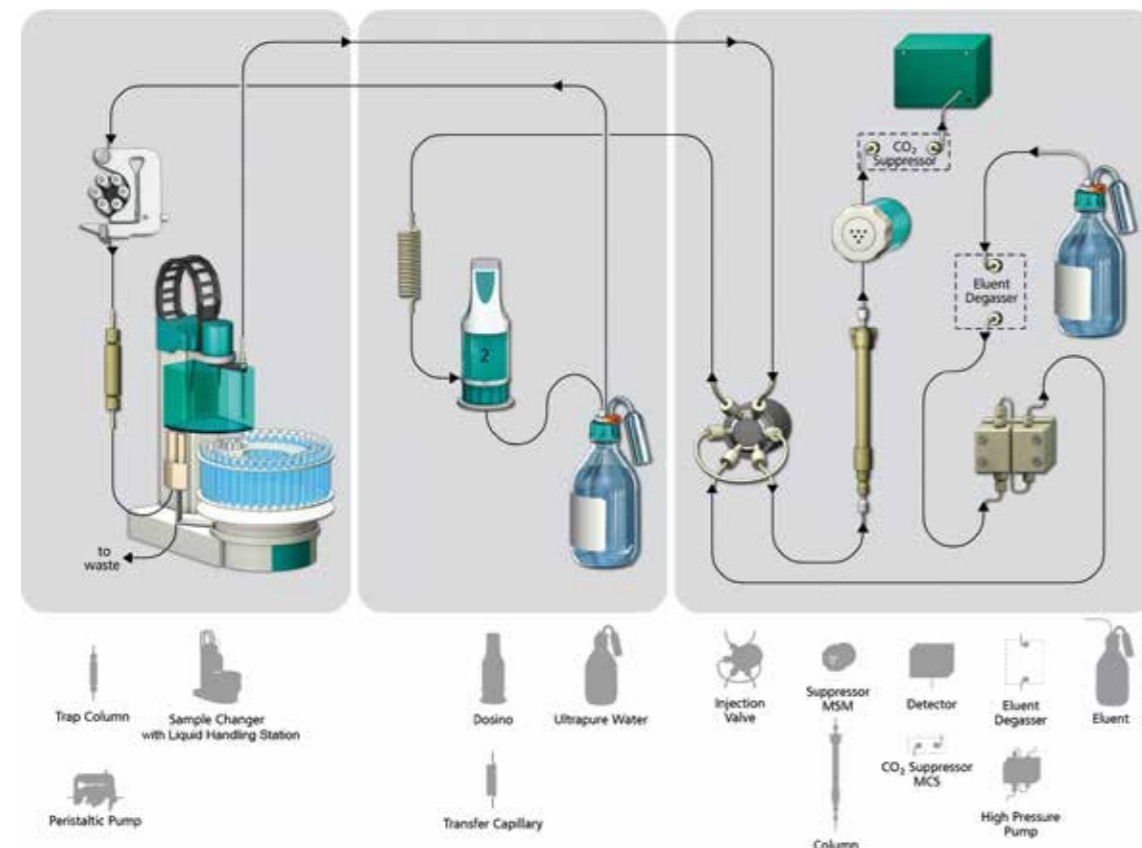 CO2
Suppressor
Eluent
Degasser
2
to
waste
Trap Column
Sample Changer
with Liquid Handling Station
Dosino
Ultrapure Water
Injection
Valve
Suppressor
MSM
Detector
Eluent
Degasser
Eluent
Peristaltic Pump
Transfer Capillary
CO2 Suppressor
MCS
High Pressure
Pump
Column